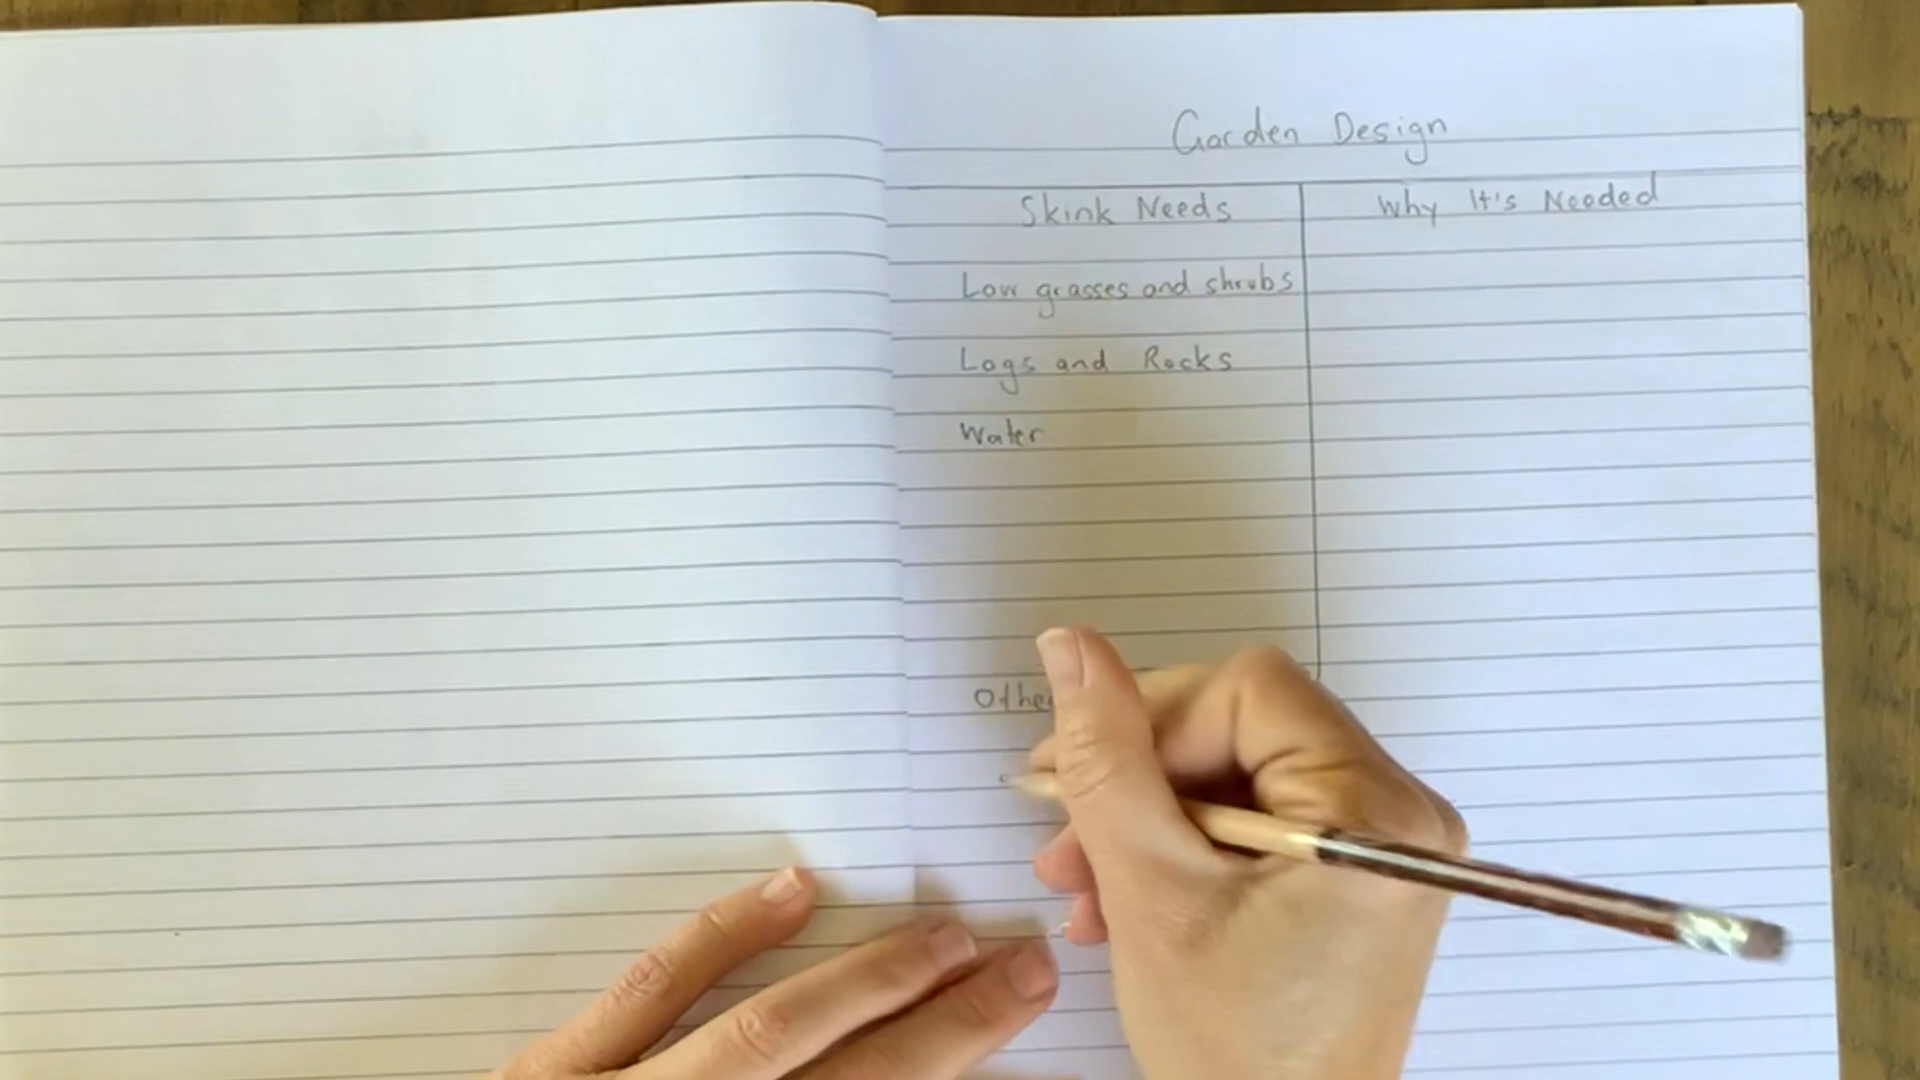 Garden Design
Skink Needs Why It's Needed
Low grasses and shrubs
Logs and Rocks
Water